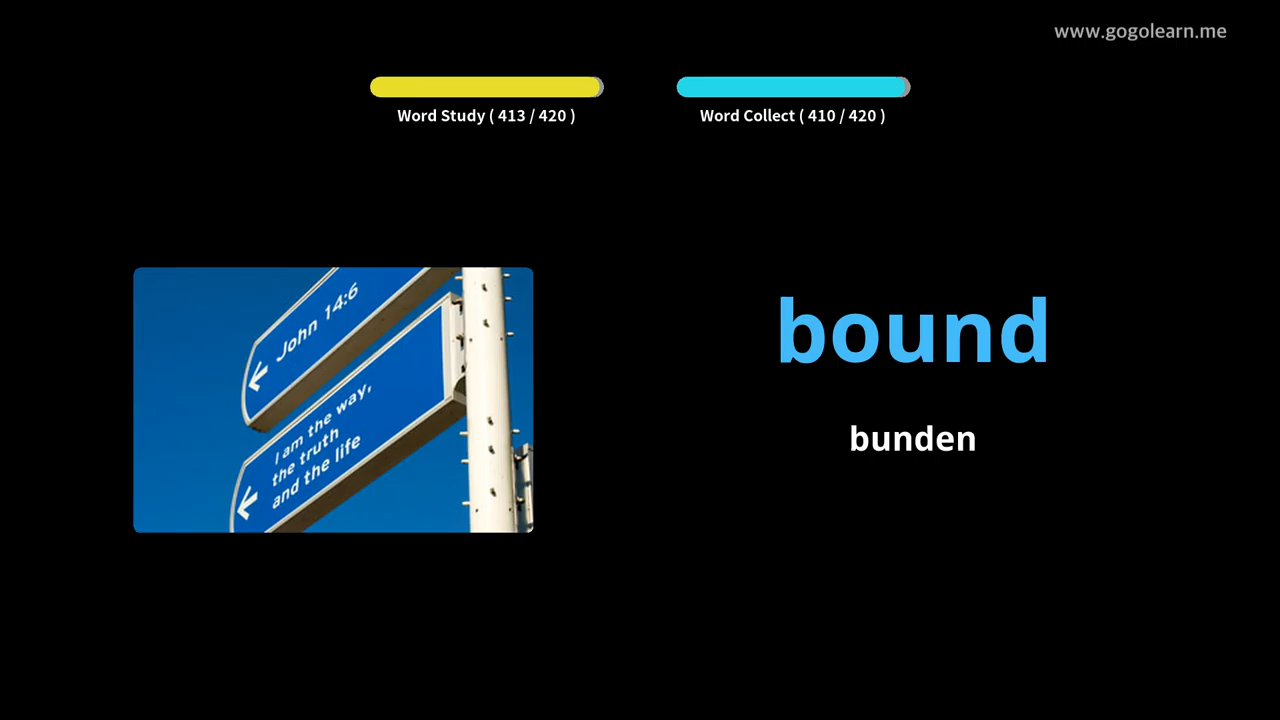 www.gogolearn.me
Word Study ( 413 / 420 )
Word Collect ( 410 / 420 )
John 14:6
I am the way,
the truth
and the life
bound
bunden